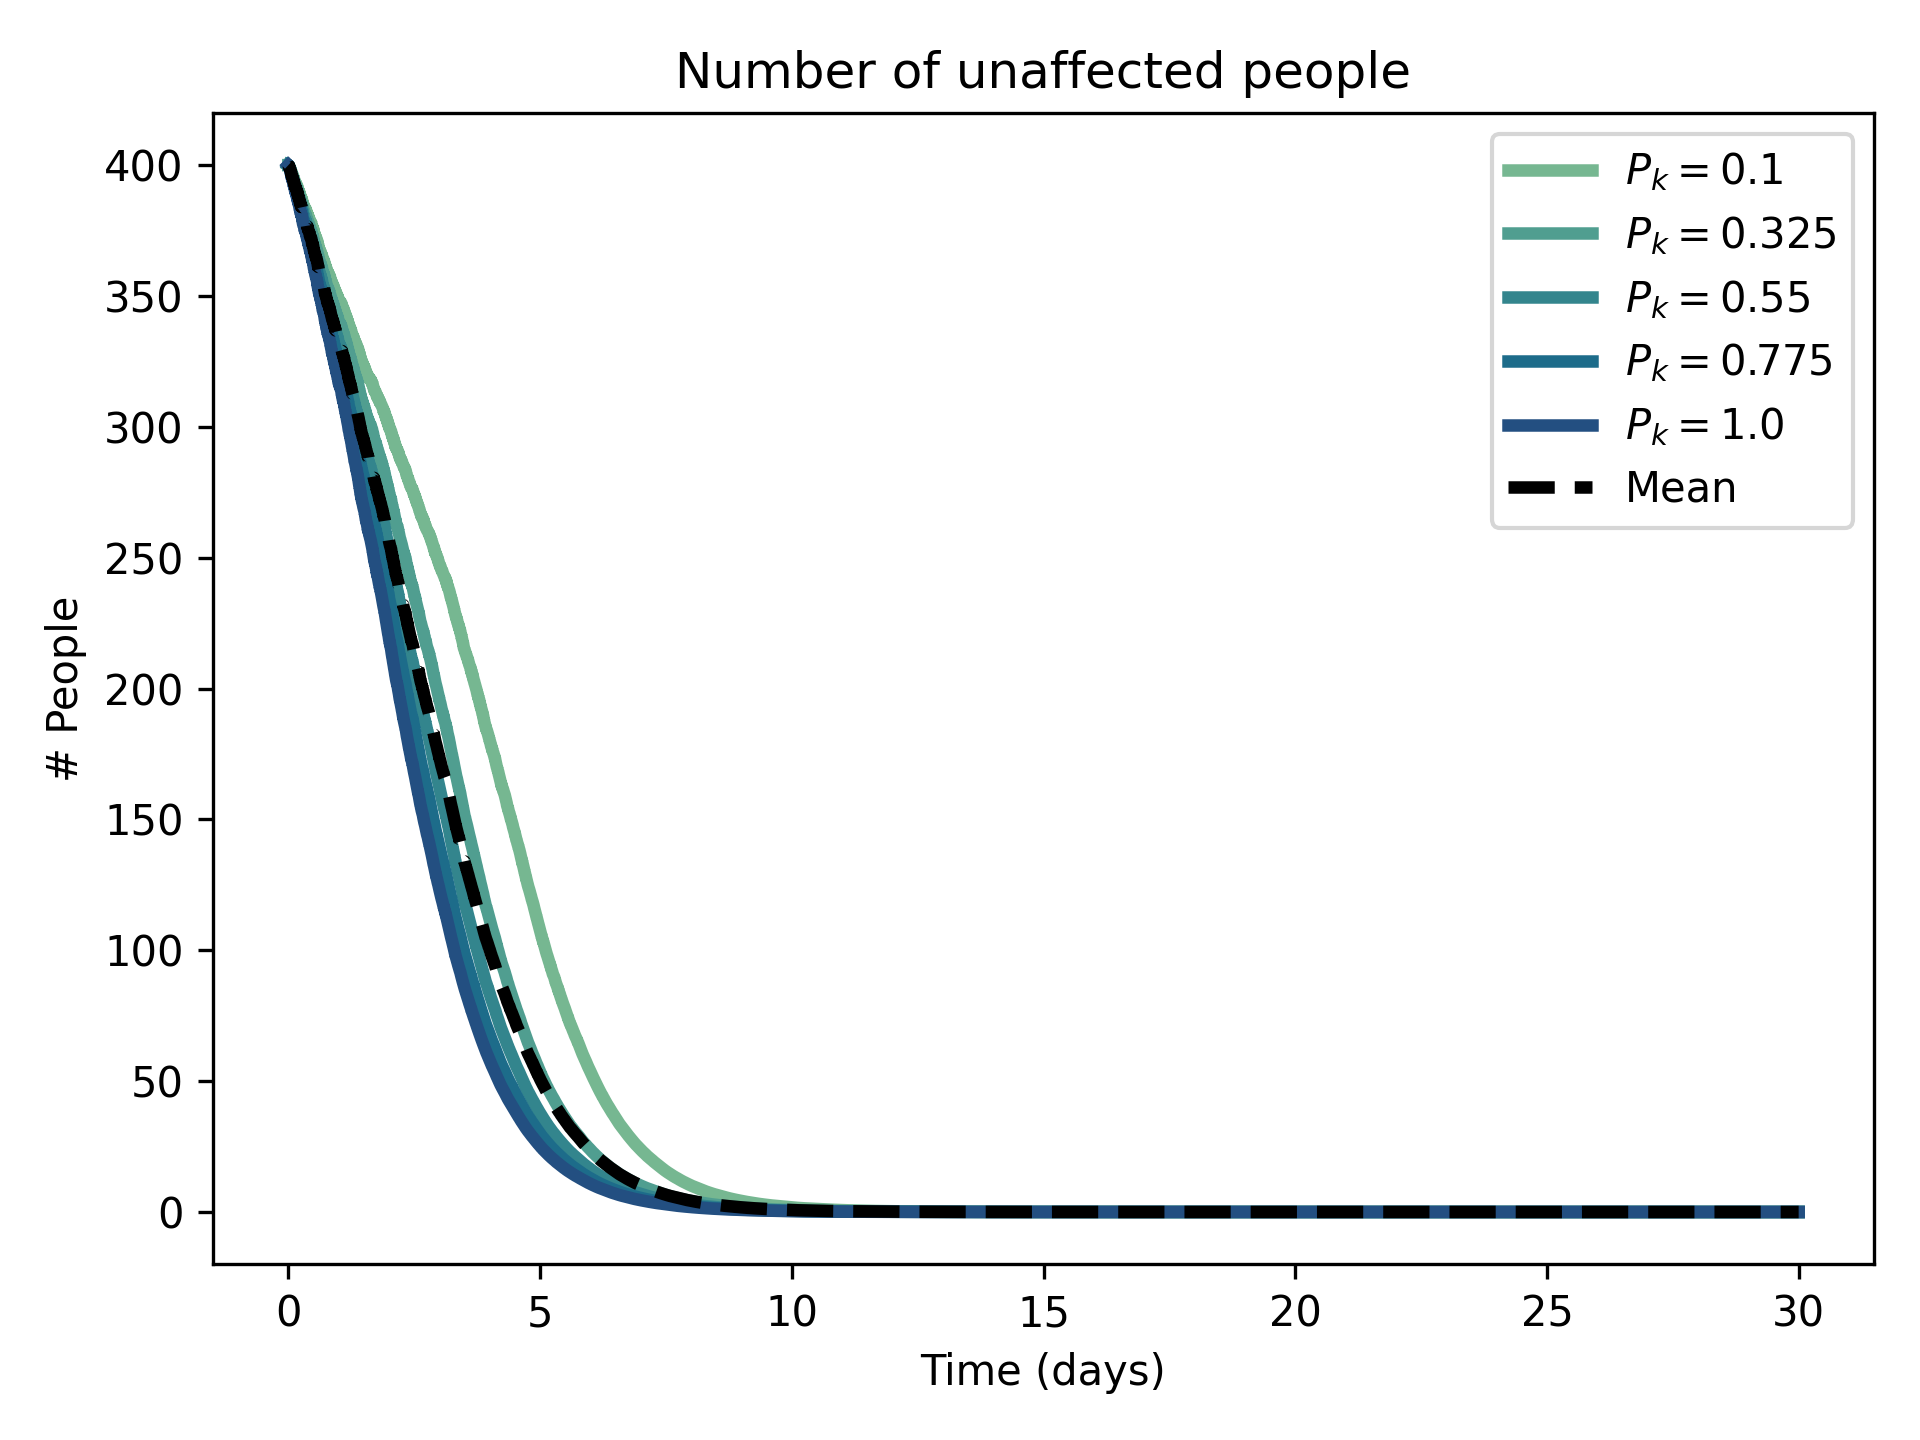 Number of unaffected people
# People
400
350
300
250
200
150
100
50
0
P_k = 0.1
P_k = 0.325
P_k = 0.55
P_k = 0.775
P_k = 1.0
Mean
0 5 10 15 20 25 30
Time (days)